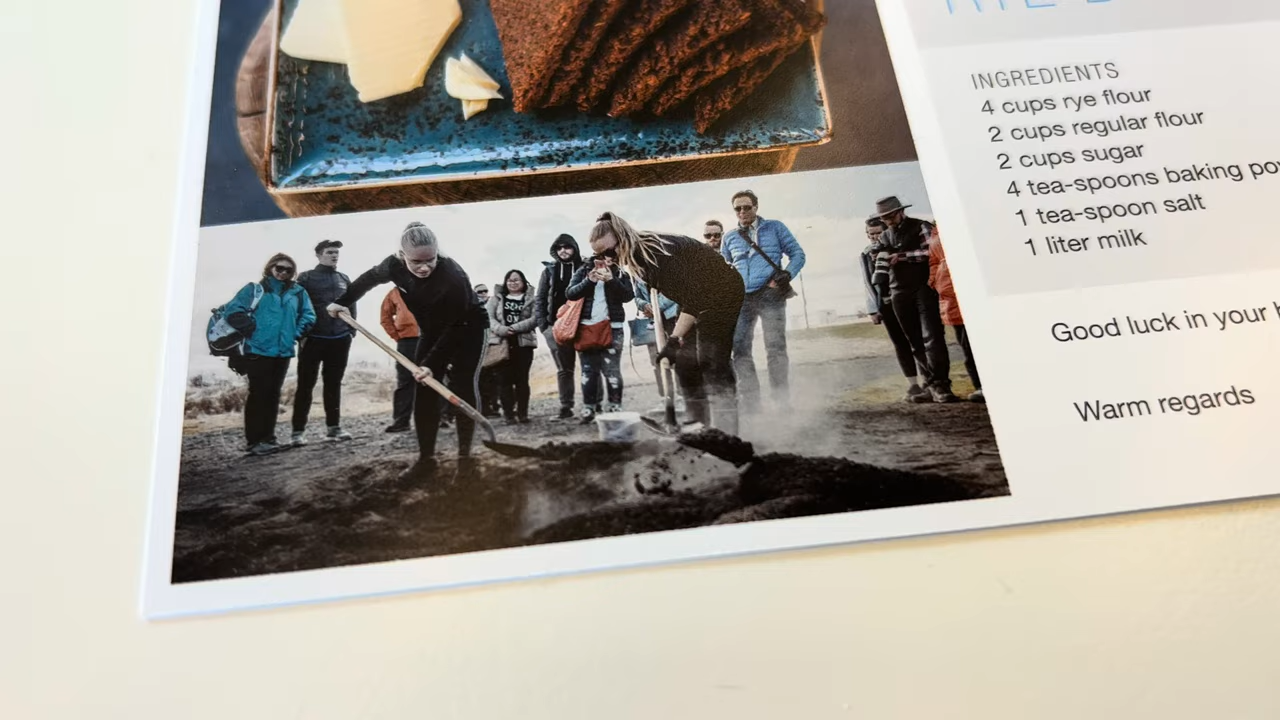 INGREDIENTS
4 cups rye flour
2 cups regular flour
2 cups sugar
4 tea-spoons baking
1 tea-spoon salt
1 liter milk
Good luck in your
Warm regards